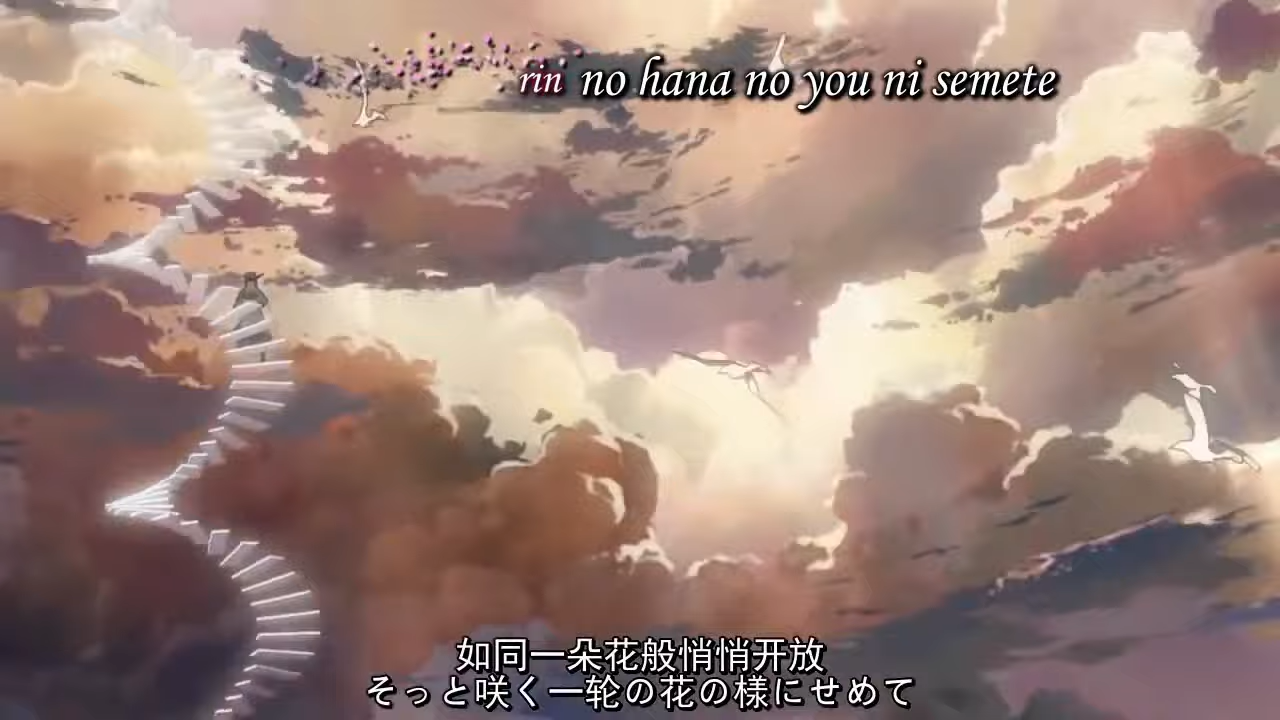 rin no hana no you ni semete
如同一朵花般悄悄开放
そっと咲く一轮の花の様にせめて